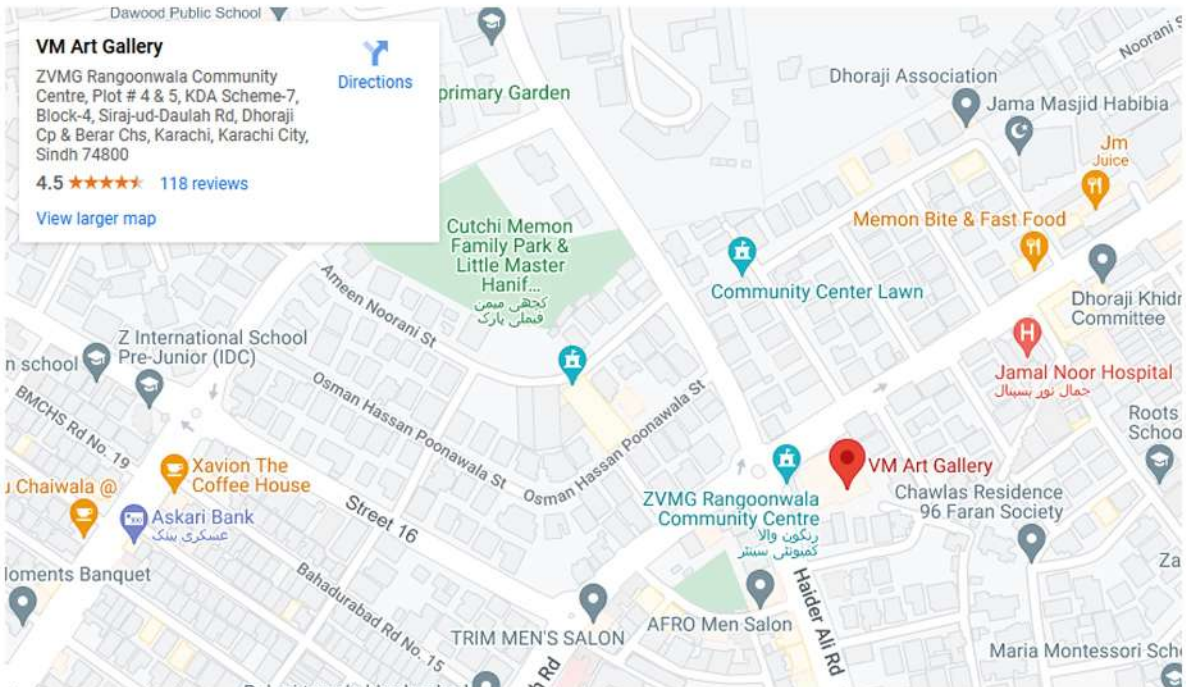 Dawood Public School
VM Art Gallery
ZVMG Rangoonwala Community
Centre, Plot # 4 & 5, KDA Scheme-7,
Block-4, Siraj-ud-Daulah Rd, Dhoraji
Cp & Berar Chs, Karachi, Karachi City,
Sindh 74800
4.5
118 reviews
View larger map
Directions
primary Garden
Noorani S
Dhoraji Association
Jama Masjid Habibia
Jm
Juice
Memon Bite & Fast Food
Cutchi Memon
Family Park &
Little Master
Hanif...
کچھی میمن
فیملی پارک
Community Center Lawn
Dhoraji Khidr
Committee
Ameen Noorani St
Z International School
Pre-Junior (IDC)
n school
Jamal Noor Hospital
جمال نور ہسپتال
BMCHS Rd No. 19
Osman Hassan Poonawala St
Osman Hassan Poonawala St
Roots
Schoo
Xavion The
Coffee House
u Chaiwala @
VM Art Gallery
Askari Bank
عسکری بینک
Street 16
ZVMG Rangoonwala
Community Centre
رنگون والا
کمیونٹی سینٹر
Chawlas Residence
96 Faran Society
Za
loments Banquet
Bahadurabad Rd No. 15
Haider Ali Rd
TRIM MEN'S SALON
AFRO Men Salon
Maria Montessori Sch
h Rd